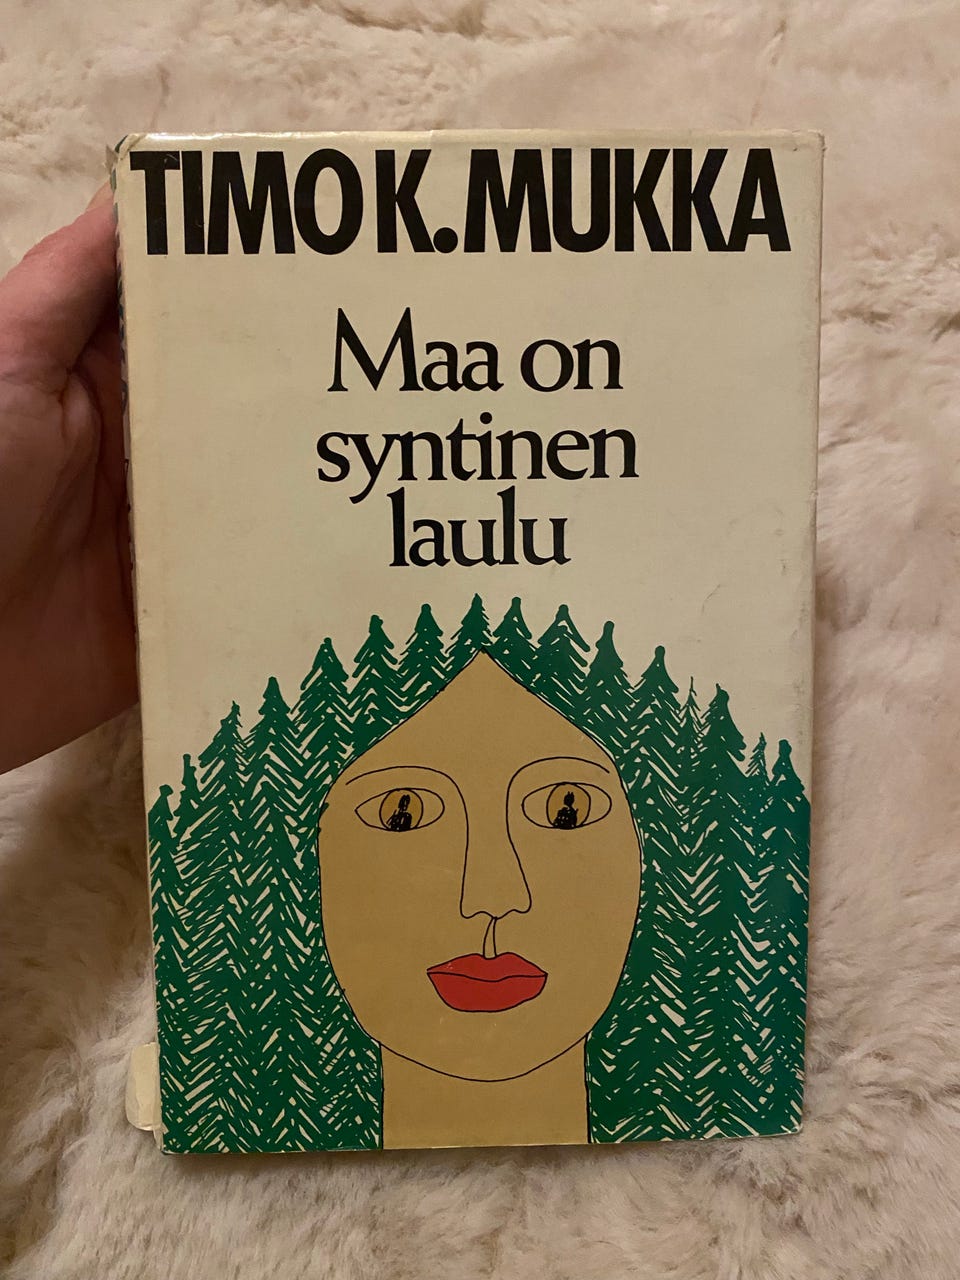 TIMO K. MUKKA
Maa on
syntinen
laulu